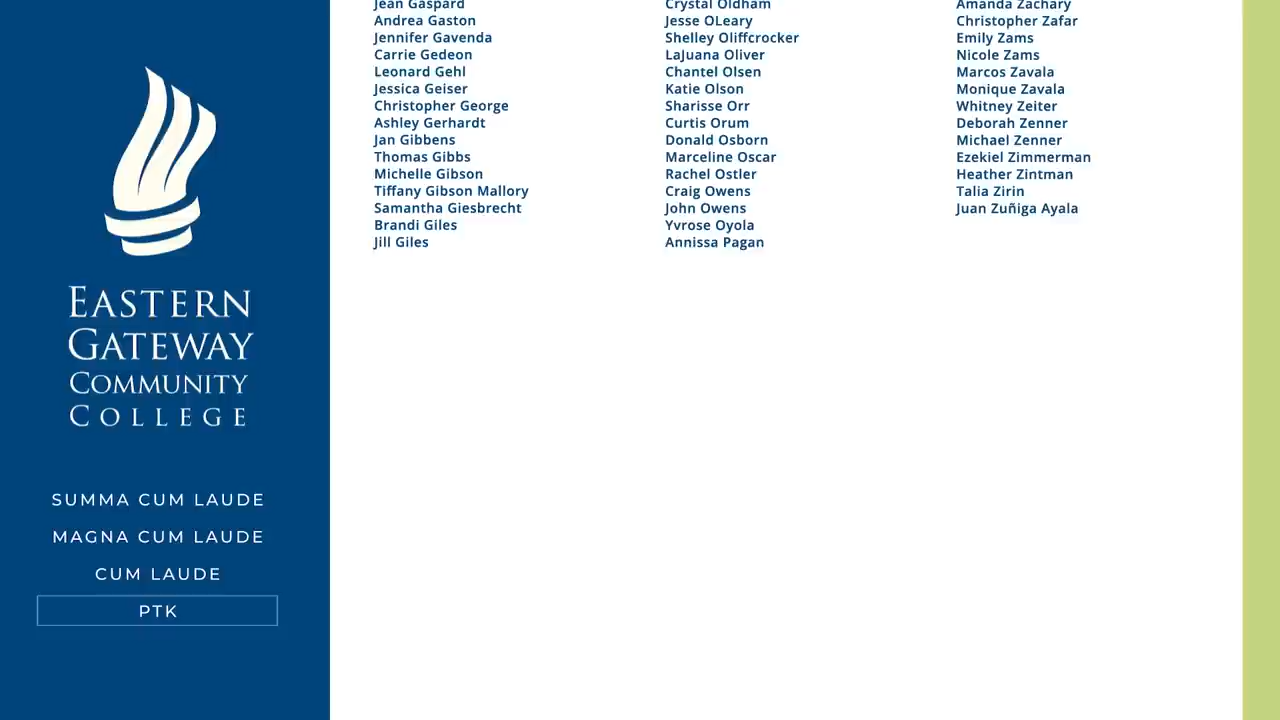 EASTERN
GATEWAY
COMMUNITY
COLLEGE
SUMMA CUM LAUDE
MAGNA CUM LAUDE
CUM LAUDE
PTK
Jean Gaspard
Andrea Gaston
Jennifer Gavenda
Carrie Gedeon
Leonard Gehl
Jessica Geiser
Christopher George
Ashley Gerhardt
Jan Gibbens
Thomas Gibbs
Michelle Gibson
Tiffany Gibson Mallory
Samantha Giesbrecht
Brandi Giles
Jill Giles
Crystal Oldham
Jesse OLeary
Shelley Oliffcrocker
LaJuana Oliver
Chantel Olsen
Katie Olson
Sharisse Orr
Curtis Orum
Donald Osborn
Marceline Oscar
Rachel Ostler
Craig Owens
John Owens
Yvrose Oyola
Annissa Pagan
Amanda Zachary
Christopher Zafar
Emily Zams
Nicole Zams
Marcos Zavala
Monique Zavala
Whitney Zeiter
Deborah Zenner
Michael Zenner
Ezekiel Zimmerman
Heather Zintman
Talia Zirin
Juan Zuñiga Ayala